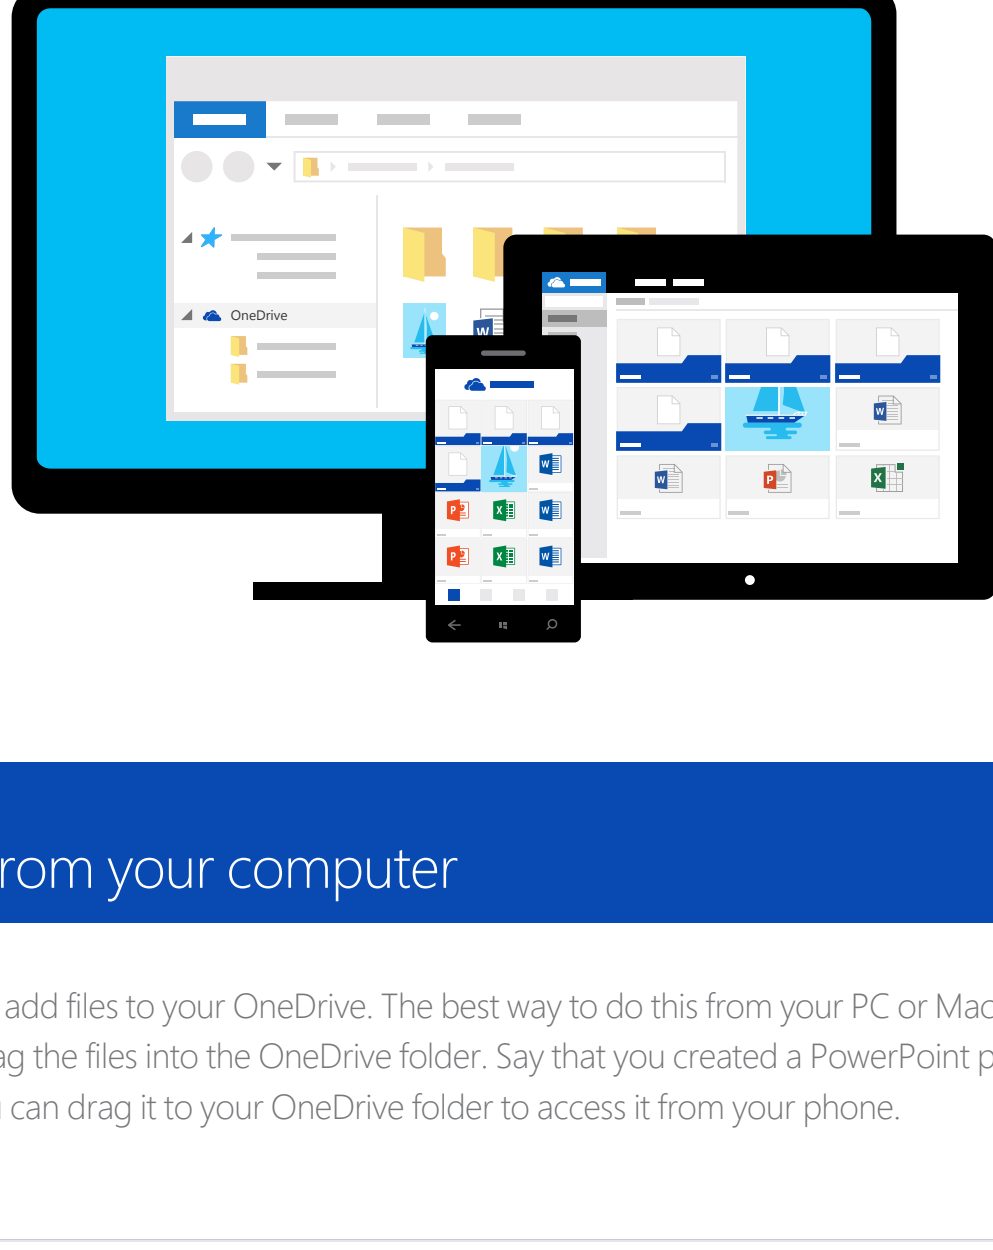 OneDrive
W
W
W
P
X
W
P
X
W
P
X
W
rom your computer
add files to your OneDrive. The best way to do this from your PC or Mac
ag the files into the OneDrive folder. Say that you created a PowerPoint p
can drag it to your OneDrive folder to access it from your phone.